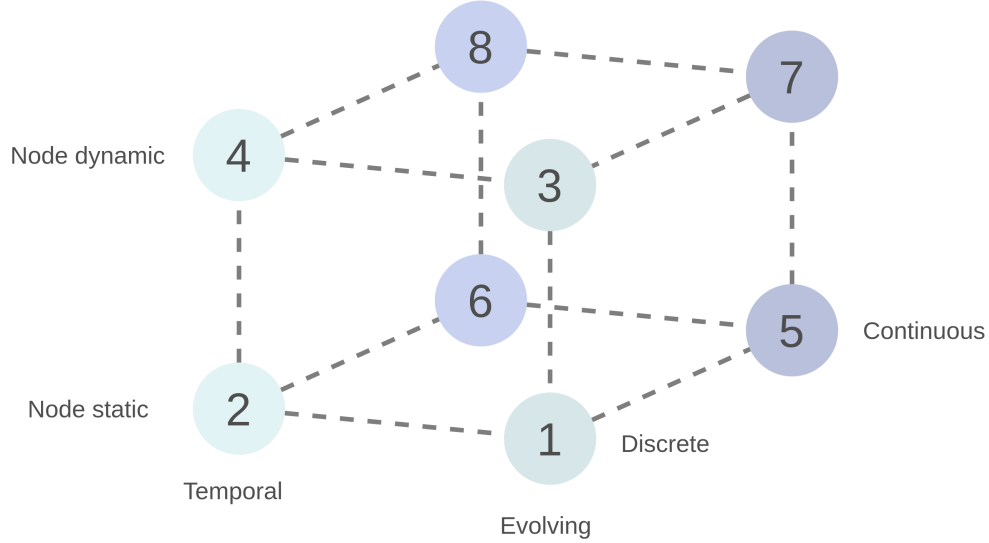 8
7
4
Node dynamic
3
6
5
Continuous
2
Node static
1
Discrete
Temporal
Evolving